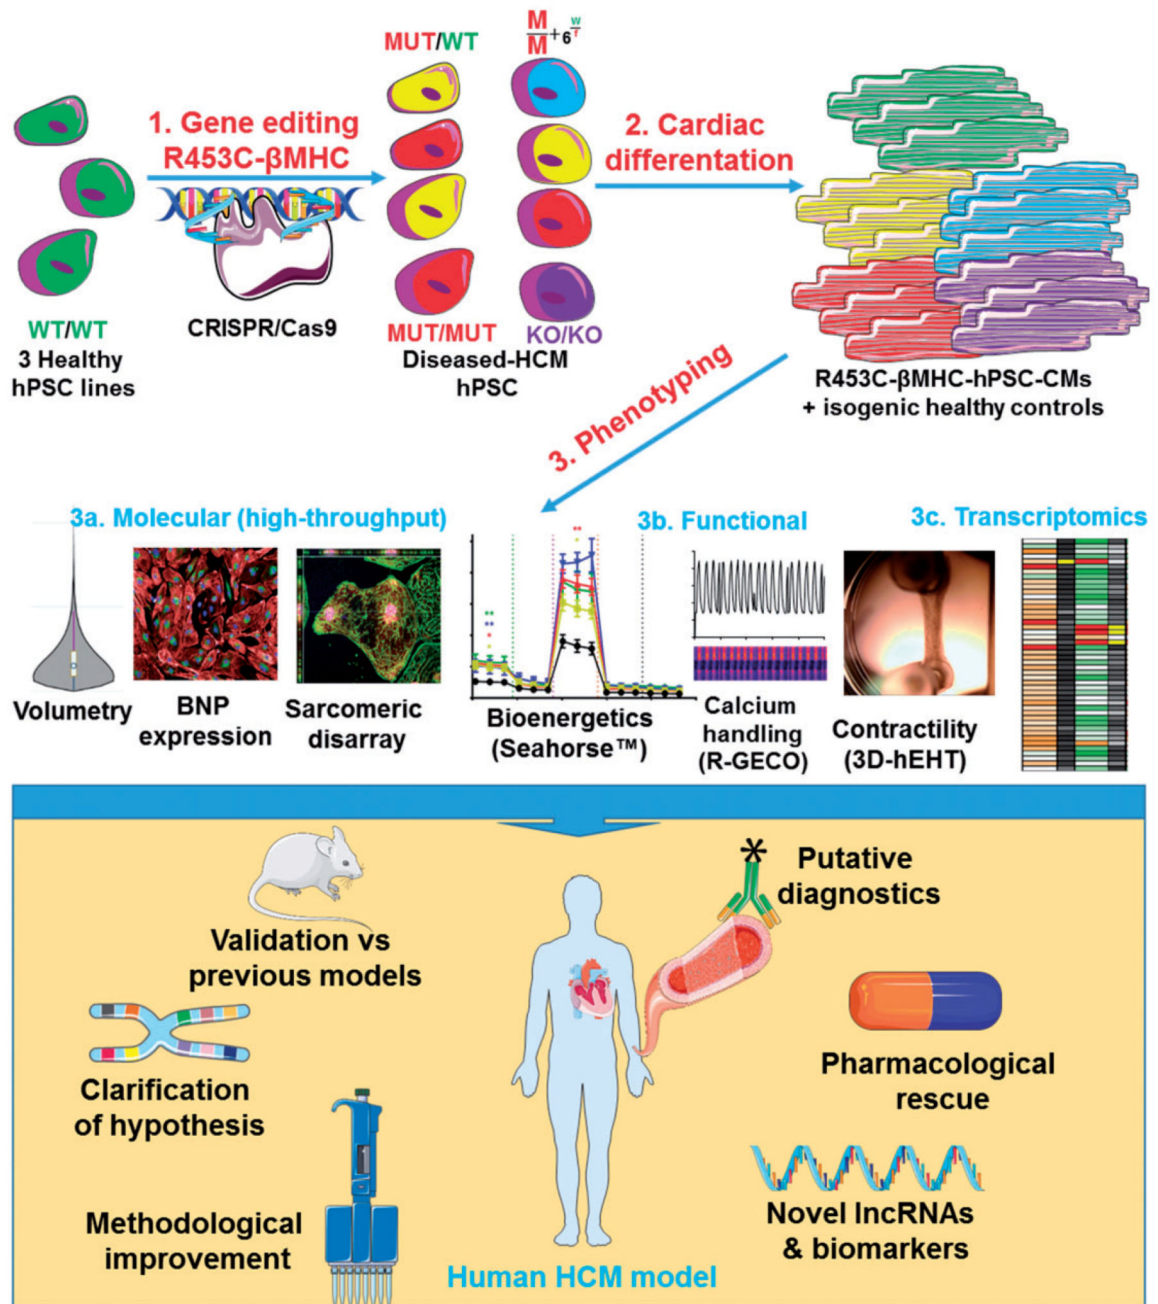 MUT/WT
M
M
+6
w
f
1. Gene editing
R453C-βMHC
2. Cardiac
differentation
WT/WT
3 Healthy
hPSC lines
CRISPR/Cas9
MUT/MUT
KO/KO
Diseased-HCM
hPSC
R453C-βMHC-hPSC-CMs
+ isogenic healthy controls
3. Phenotyping
3a. Molecular (high-throughput)
3b. Functional
3c. Transcriptomics
Volumetry
BNP
expression
Sarcomeric
disarray
Bioenergetics
(Seahorse™)
Calcium
handling
(R-GECO)
Contractility
(3D-hEHT)
Validation vs
previous models
Putative
diagnostics
Clarification
of hypothesis
Pharmacological
rescue
Methodological
improvement
Novel lncRNAs
& biomarkers
Human HCM model